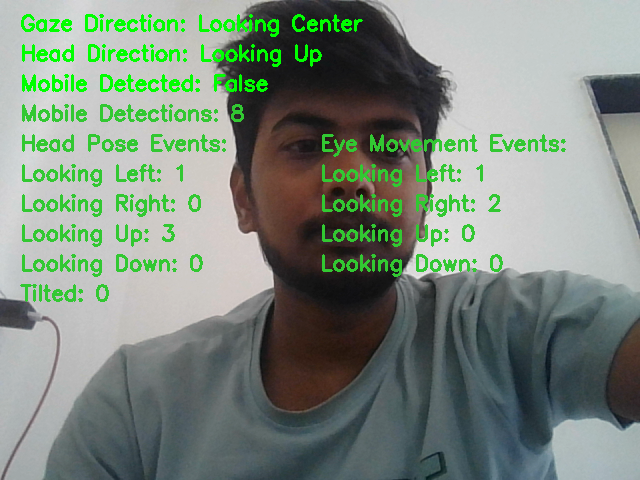 Gaze Direction: Looking Center
Head Direction: Looking Up
Mobile Detected: False
Mobile Detections: 8
Head Pose Events:
Looking Left: 1
Looking Right: 0
Looking Up: 3
Looking Down: 0
Tilted: 0
Eye Movement Events:
Looking Left: 1
Looking Right: 2
Looking Up: 0
Looking Down: 0